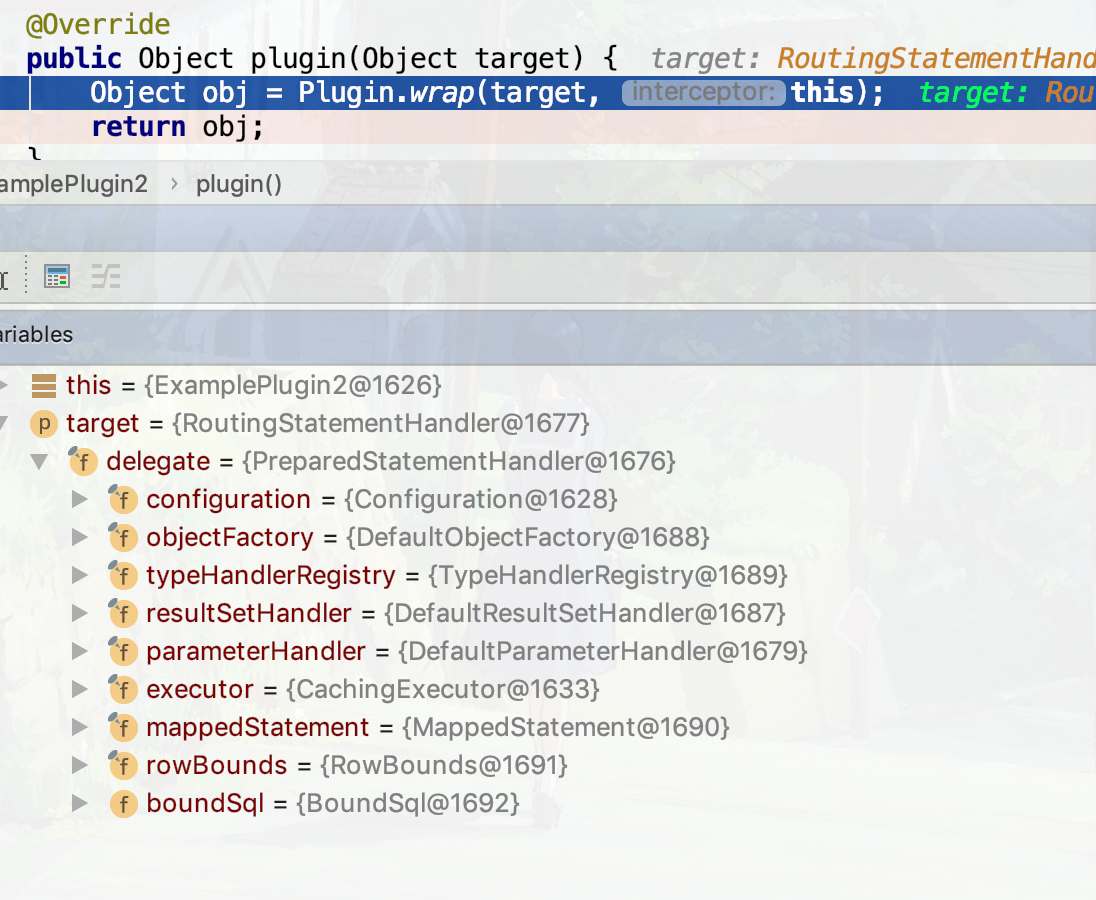 @Override
public Object plugin(Object target) { target: RoutingStatementHand
Object obj = Plugin.wrap(target, interceptor: this); target: Rou
return obj;
}
amplePlugin2 › plugin()
ariables
this = {ExamplePlugin2@1626}
p target = {RoutingStatementHandler@1677}
f delegate = {PreparedStatementHandler@1676}
f configuration = {Configuration@1628}
f objectFactory = {DefaultObjectFactory@1688}
f typeHandlerRegistry = {TypeHandlerRegistry@1689}
f resultSetHandler = {DefaultResultSetHandler@1687}
f parameterHandler = {DefaultParameterHandler@1679}
f executor = {CachingExecutor@1633}
f mappedStatement = {MappedStatement@1690}
f rowBounds = {RowBounds@1691}
f boundSql = {BoundSql@1692}